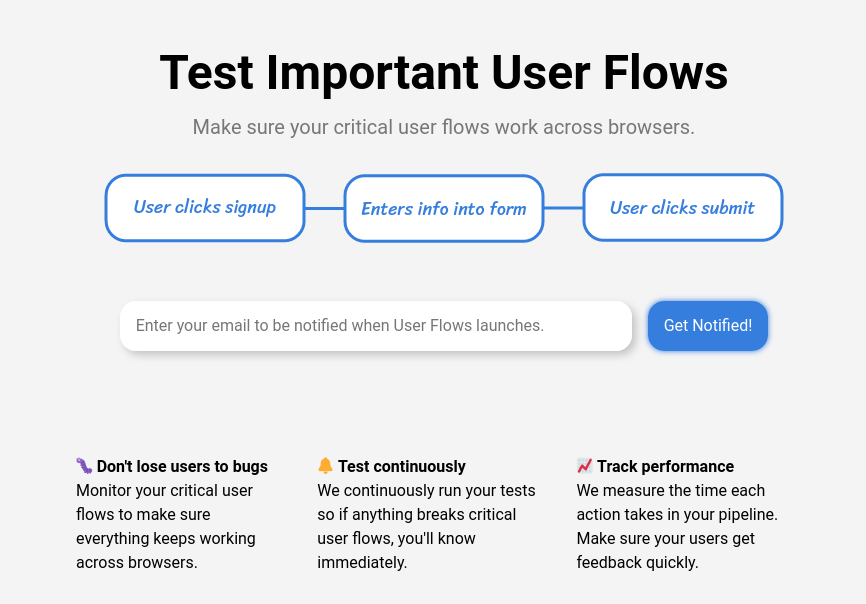 Test Important User Flows
Make sure your critical user flows work across browsers.
User clicks signup
Enters info into form
User clicks submit
Enter your email to be notified when User Flows launches.
Get Notified!
Don't lose users to bugs
Monitor your critical user
flows to make sure
everything keeps working
across browsers.
Test continuously
We continuously run your tests
so if anything breaks critical
user flows, you'll know
immediately.
Track performance
We measure the time each
action takes in your pipeline.
Make sure your users get
feedback quickly.